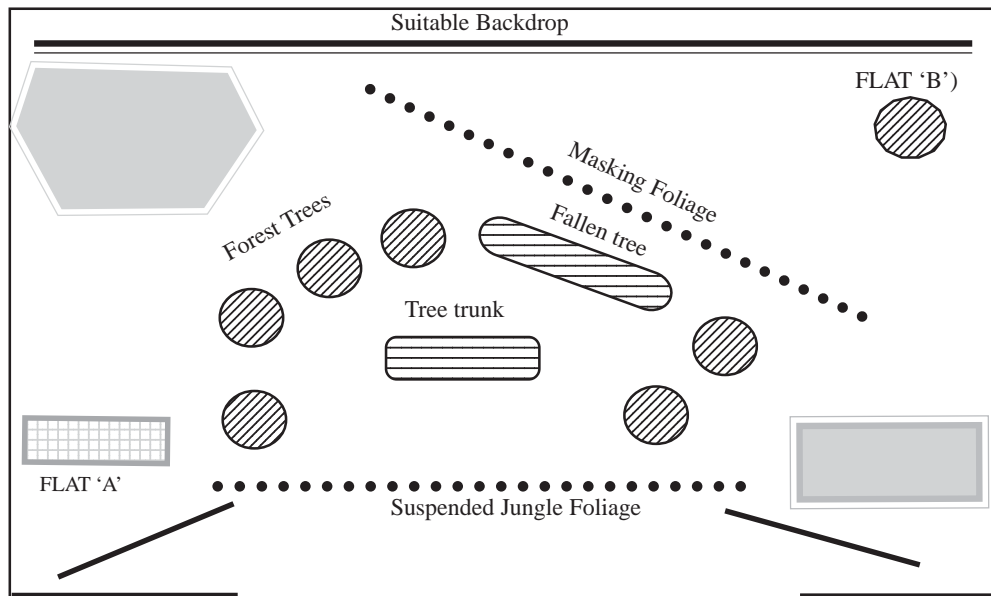 Suitable Backdrop
FLAT ‘B’)
Masking Foliage
Forest Trees
Fallen tree
Tree trunk
FLAT ‘A’
Suspended Jungle Foliage